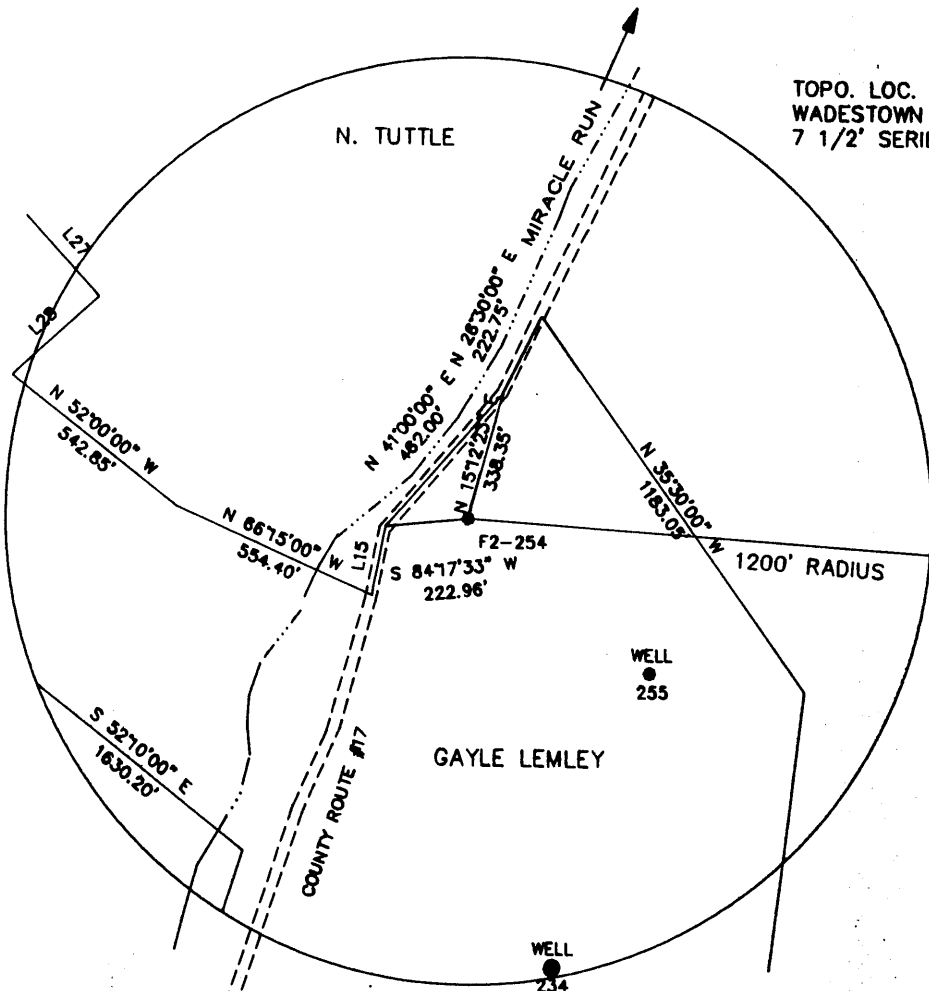 TOPO. LOC.
WADESTOWN
7 1/2' SERIE
N. TUTTLE
MIRACLE RUN
L27
L28
N 28°30'00" E
222.75'
N 41°00'00" E
462.00'
N 52°00'00" W
542.85'
N 15°12'23" E
338.35'
N 35°30'00" W
1183.05'
N 66°15'00" W
554.40'
L15
F2-254
S 84°17'33" W
222.96'
1200' RADIUS
WELL
255
S 52°10'00" E
1630.20'
GAYLE LEMLEY
COUNTY ROUTE #17
WELL
234